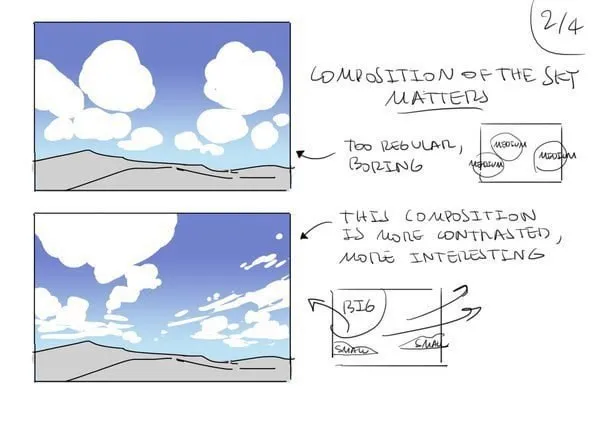 2/4
COMPOSITION OF THE SKY
MATTERS
TOO REGULAR,
BORING
MEDIUM
MEDIUM
MEDIUM
THIS COMPOSITION
IS MORE CONTRASTED,
MORE INTERESTING
BIG
SMALL
SMALL